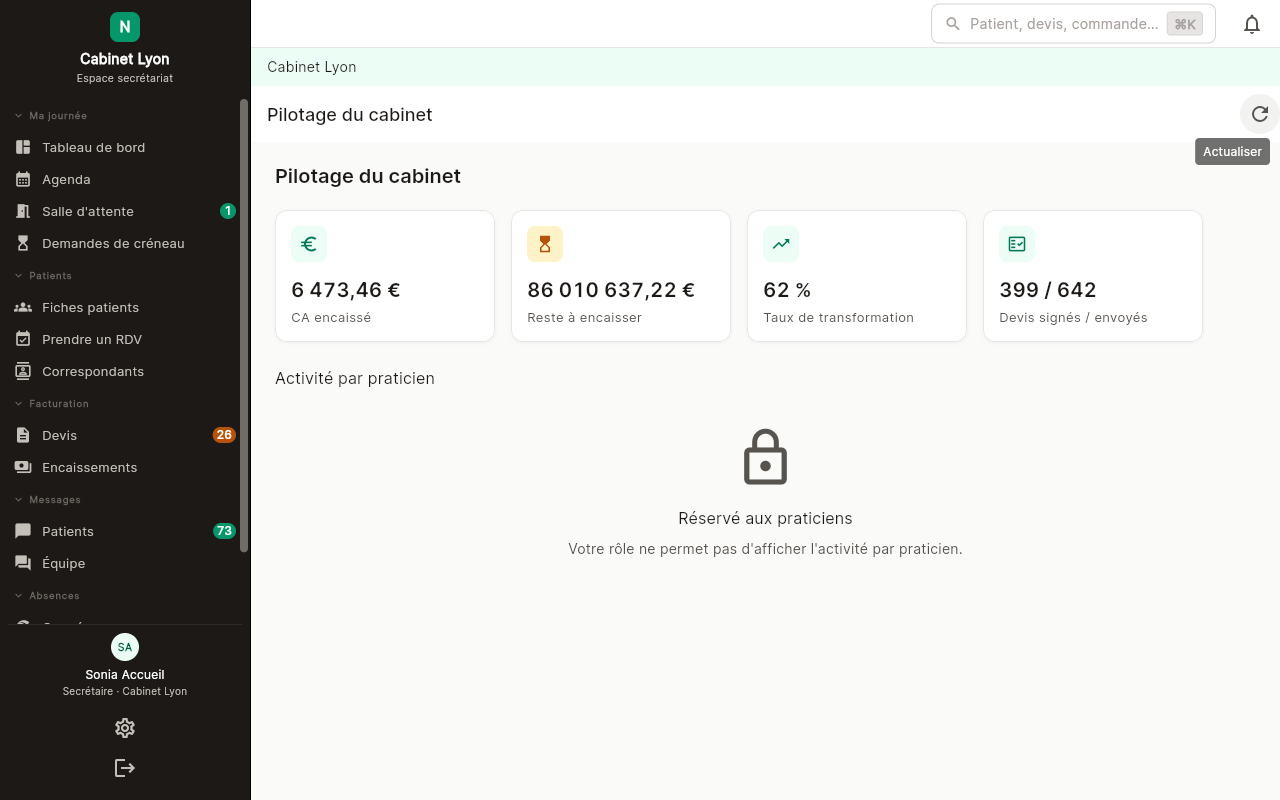 N
Cabinet Lyon
Espace secrétariat
Ma journée
Tableau de bord
Agenda
Salle d'attente
1
Demandes de créneau
Patients
Fiches patients
Prendre un RDV
Correspondants
Facturation
Devis
26
Encaissements
Messages
Patients
73
Équipe
Absences
SA
Sonia Accueil
Secrétaire · Cabinet Lyon
Patient, devis, commande...
⌘K
Cabinet Lyon
Pilotage du cabinet
Actualiser
Pilotage du cabinet
6 473,46 €
CA encaissé
86 010 637,22 €
Reste à encaisser
62 %
Taux de transformation
399 / 642
Devis signés / envoyés
Activité par praticien
Réservé aux praticiens
Votre rôle ne permet pas d'afficher l'activité par praticien.